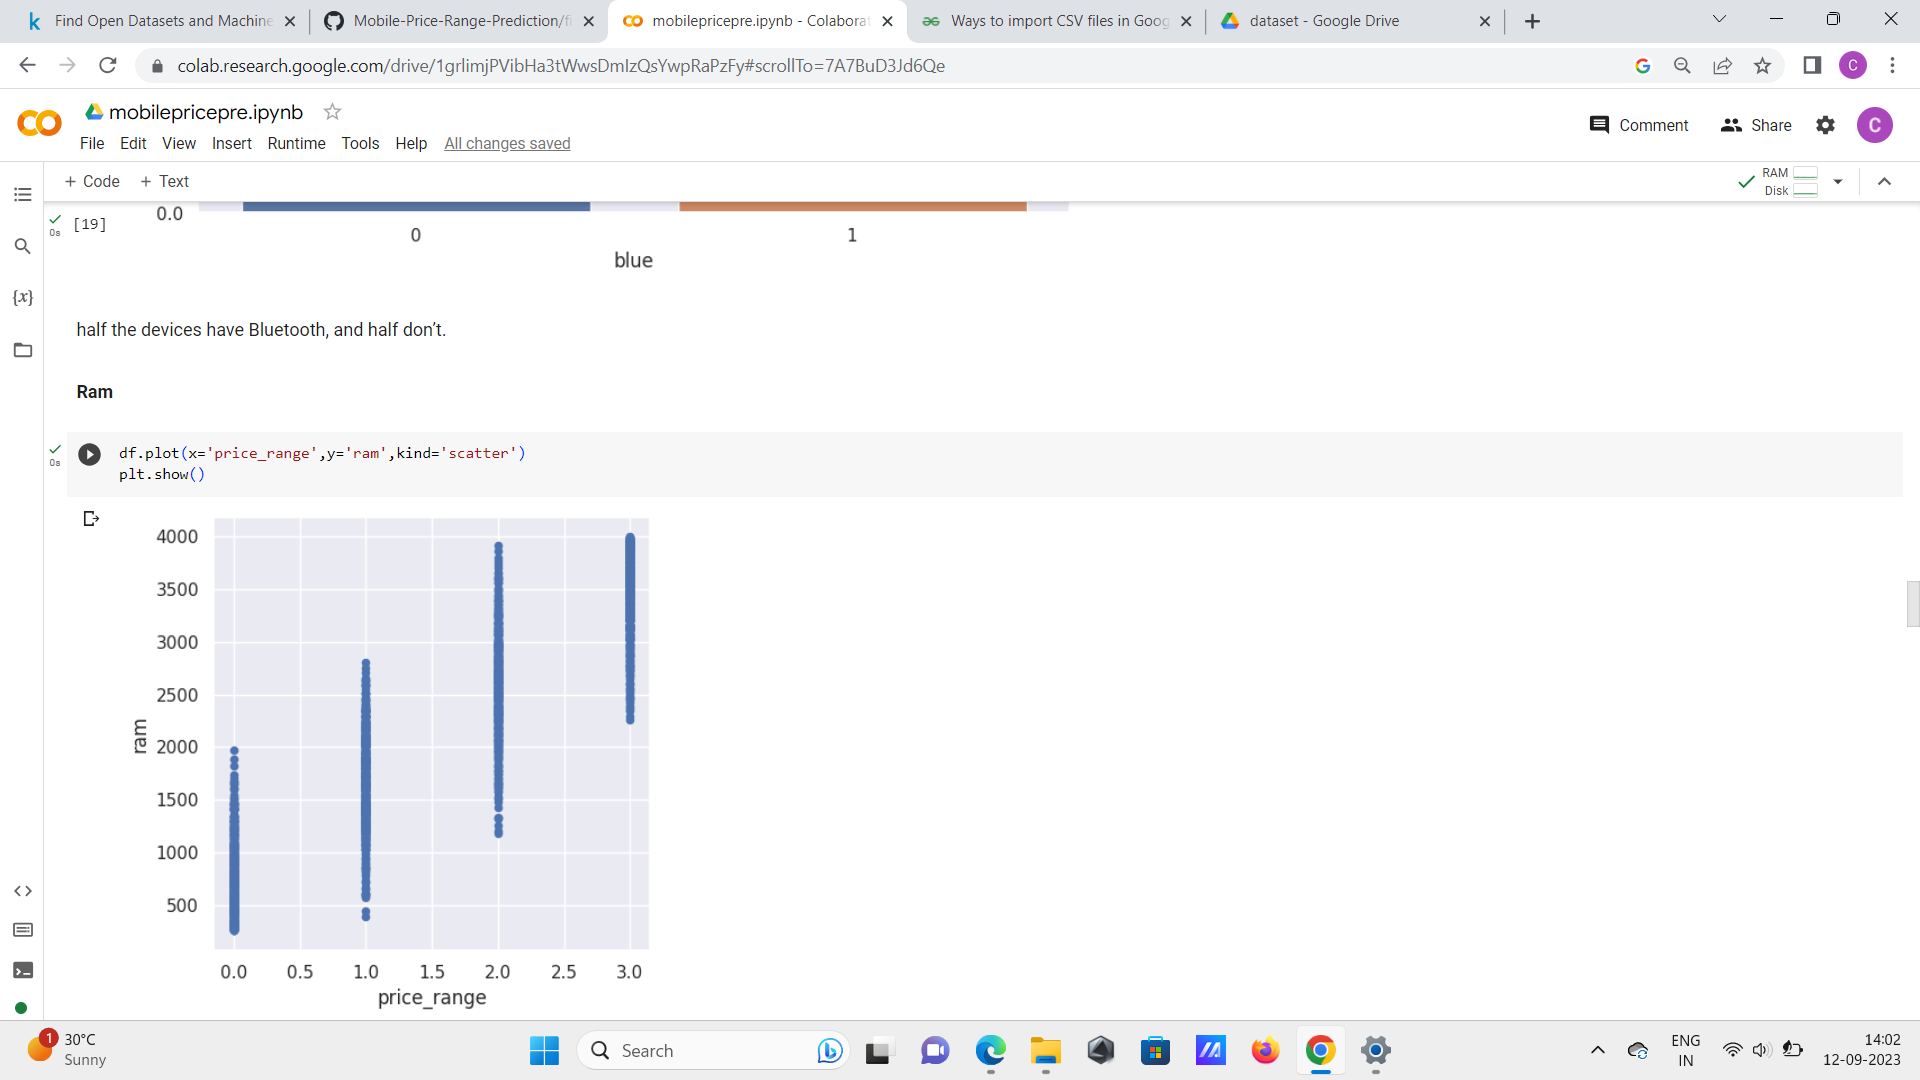 Find Open Datasets and Machine
Mobile-Price-Range-Prediction/fi
mobilepricepre.ipynb - Colaborat
Ways to import CSV files in Goog
dataset - Google Drive
colab.research.google.com/drive/1grlimjPVibHa3tWwsDmIzQsYwpRaPzFy#scrollTo=7A7BuD3Jd6Qe
C
mobilepricepre.ipynb
File Edit View Insert Runtime Tools Help All changes saved
Comment
Share
C
+ Code + Text
RAM
Disk
{x}
0s
[19]
0.0
0 1
blue
half the devices have Bluetooth, and half don’t.
Ram
0s
df.plot(x='price_range',y='ram',kind='scatter')
plt.show()
4000
3500
3000
2500
2000
1500
1000
500
ram
0.0 0.5 1.0 1.5 2.0 2.5 3.0
price_range
1
30°C
Sunny
Search
ENG
IN
14:02
12-09-2023